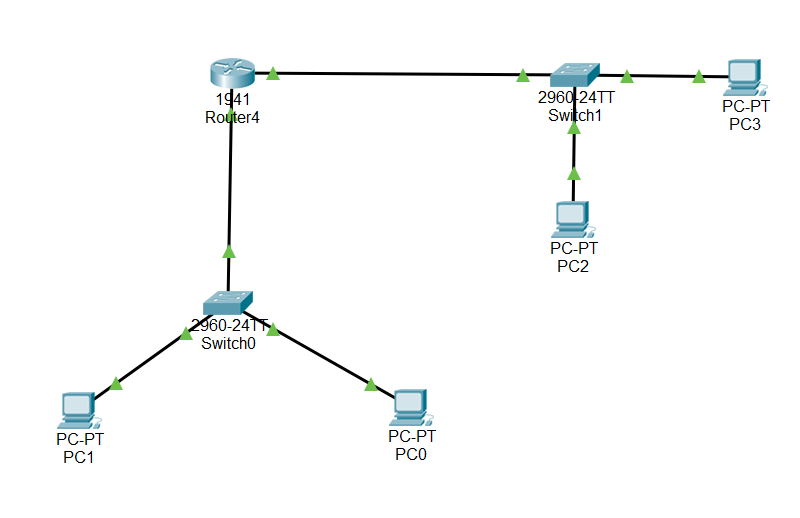 1941
Router4
2960-24TT
Switch1
PC-PT
PC3
PC-PT
PC2
2960-24TT
Switch0
PC-PT
PC1
PC-PT
PC0